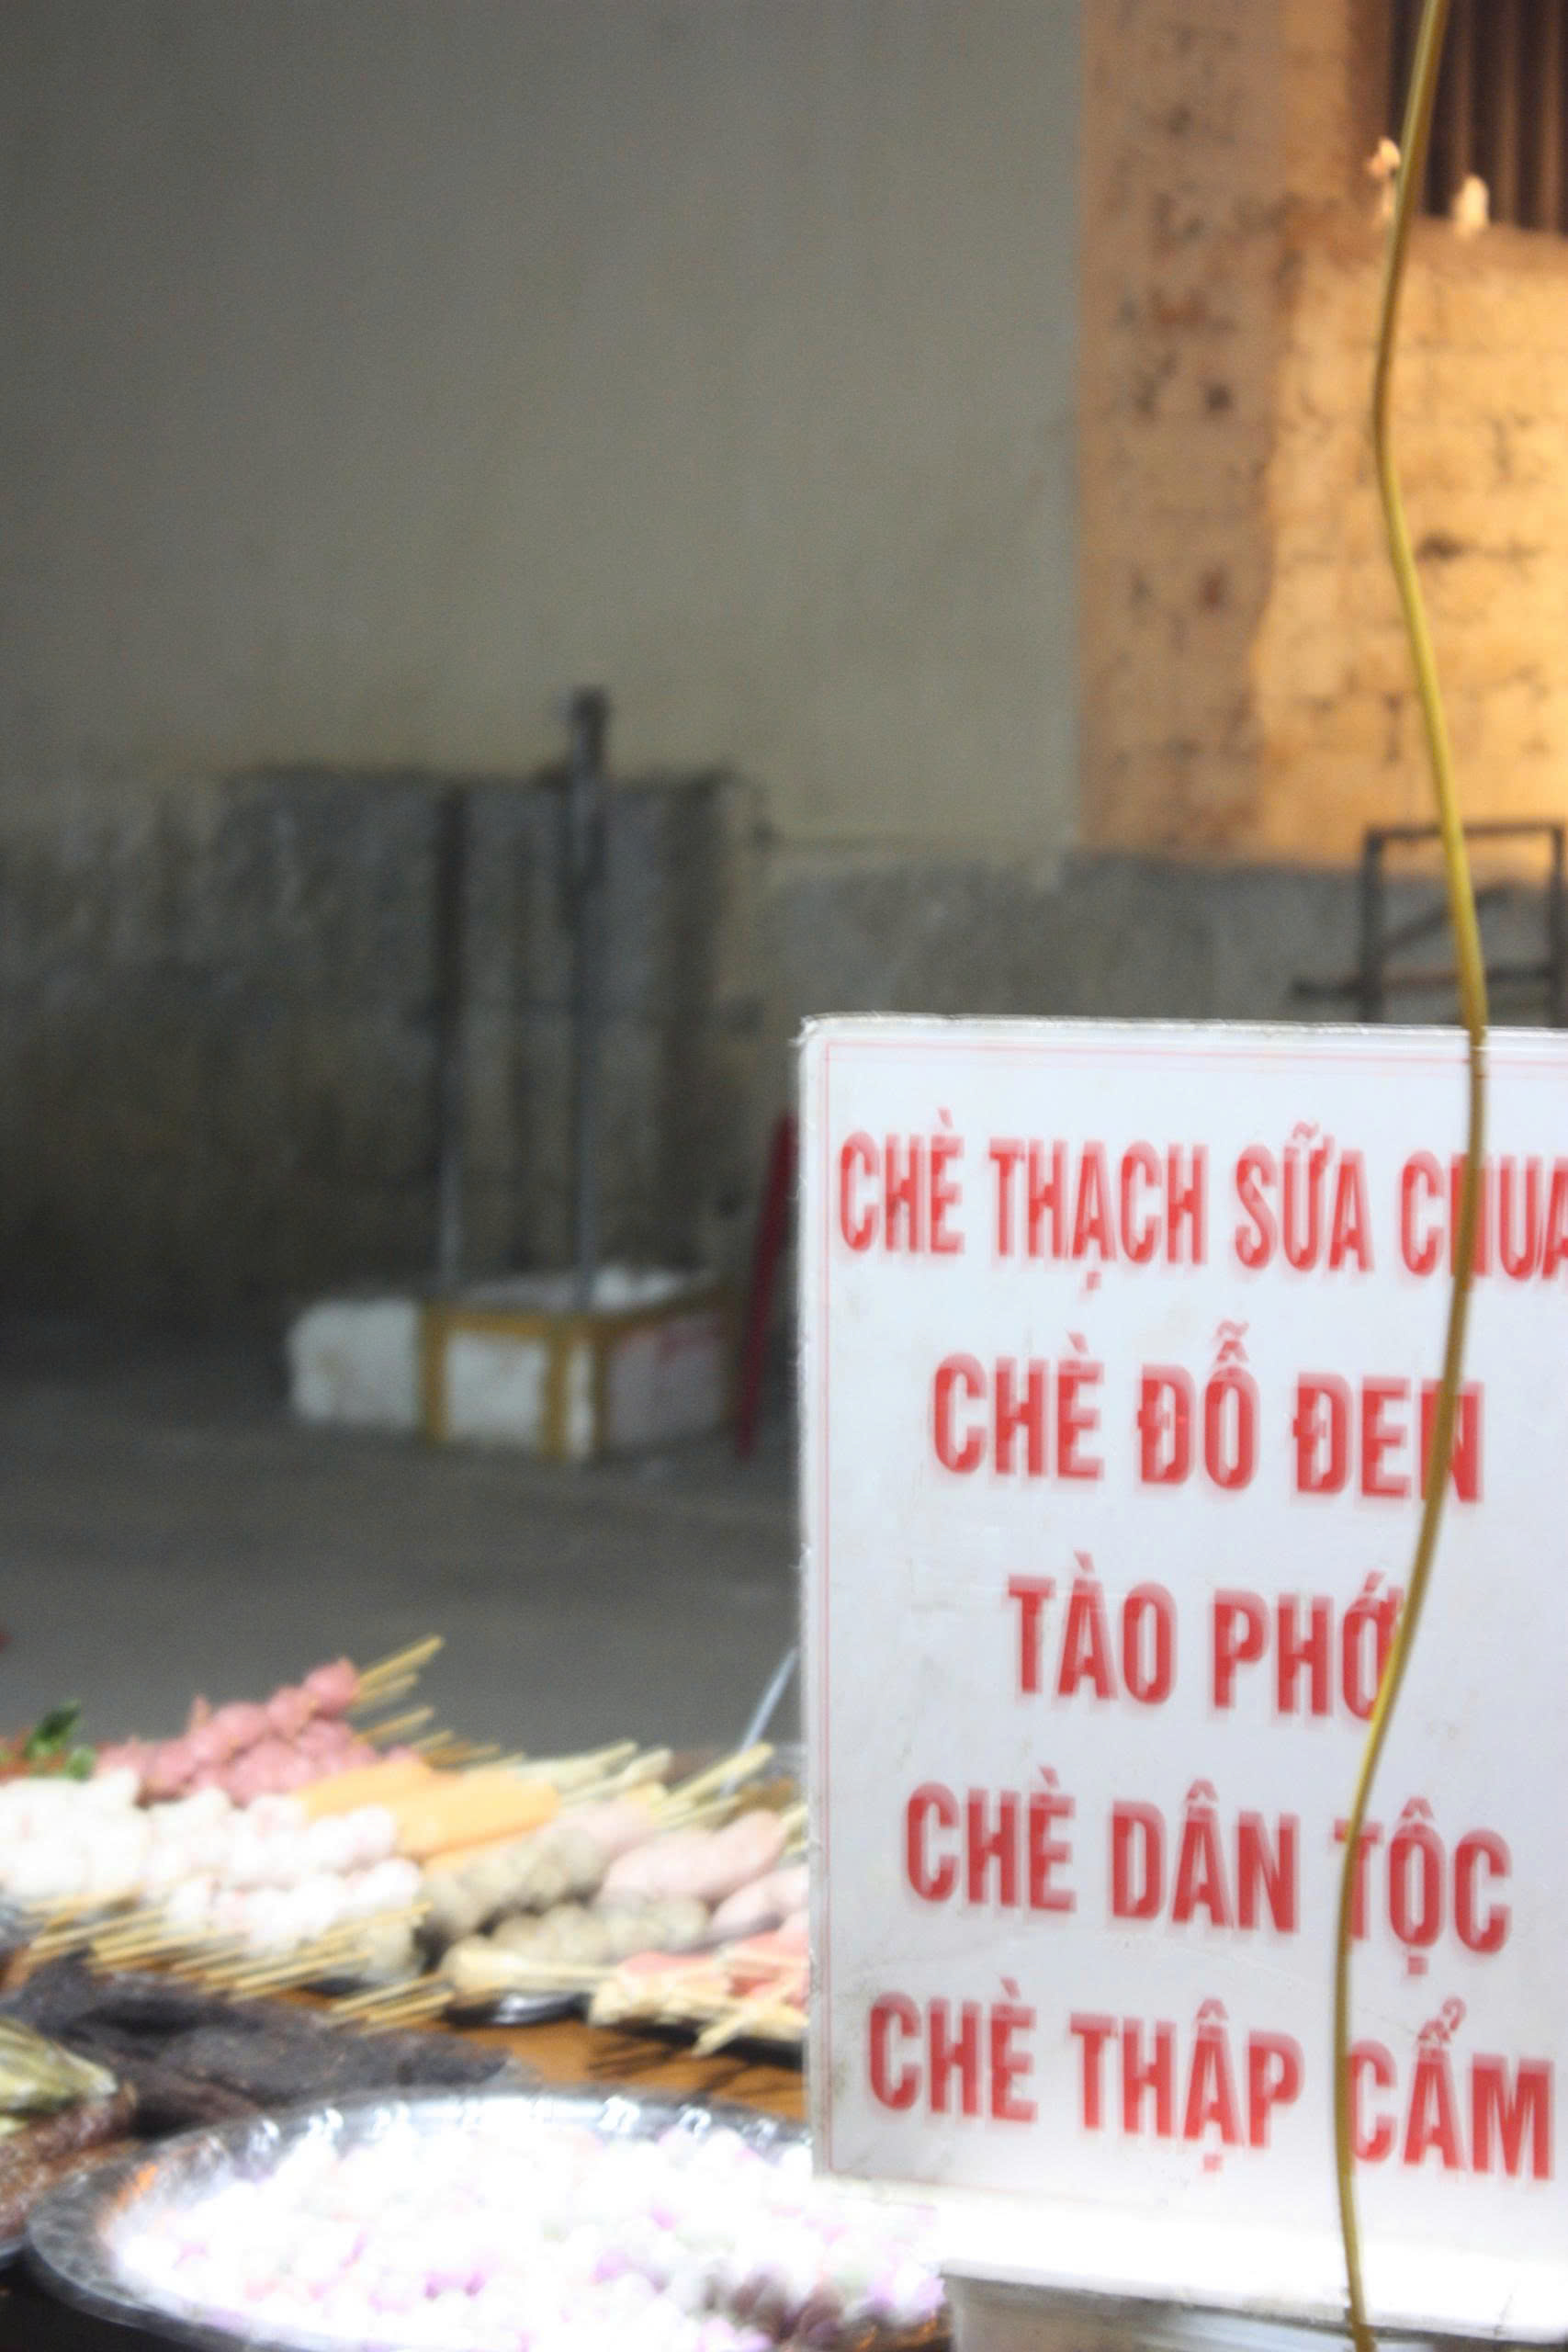 CHÈ THẠCH SỮA CHUA
CHÈ ĐỖ ĐEN
TÀO PHỚ
CHÈ DÂN TỘC
CHÈ THẬP CẨM